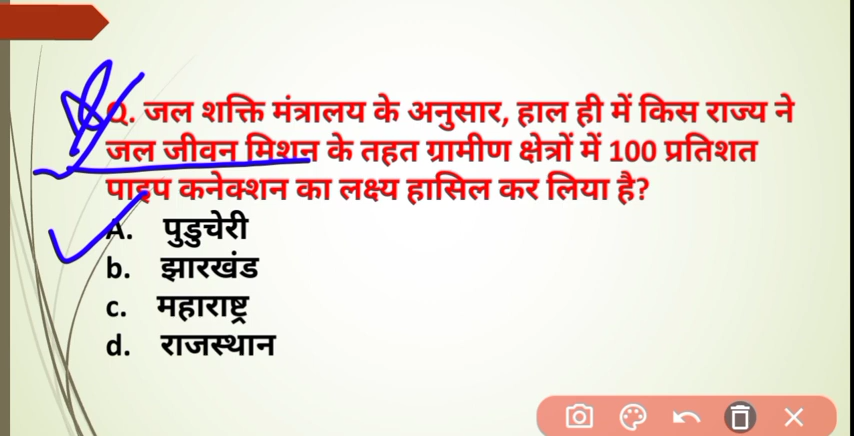 Q. जल शक्ति मंत्रालय के अनुसार, हाल ही में किस राज्य ने
जल जीवन मिशन के तहत ग्रामीण क्षेत्रों में 100 प्रतिशत
पाइप कनेक्शन का लक्ष्य हासिल कर लिया है?
A. पुडुचेरी
b. झारखंड
c. महाराष्ट्र
d. राजस्थान